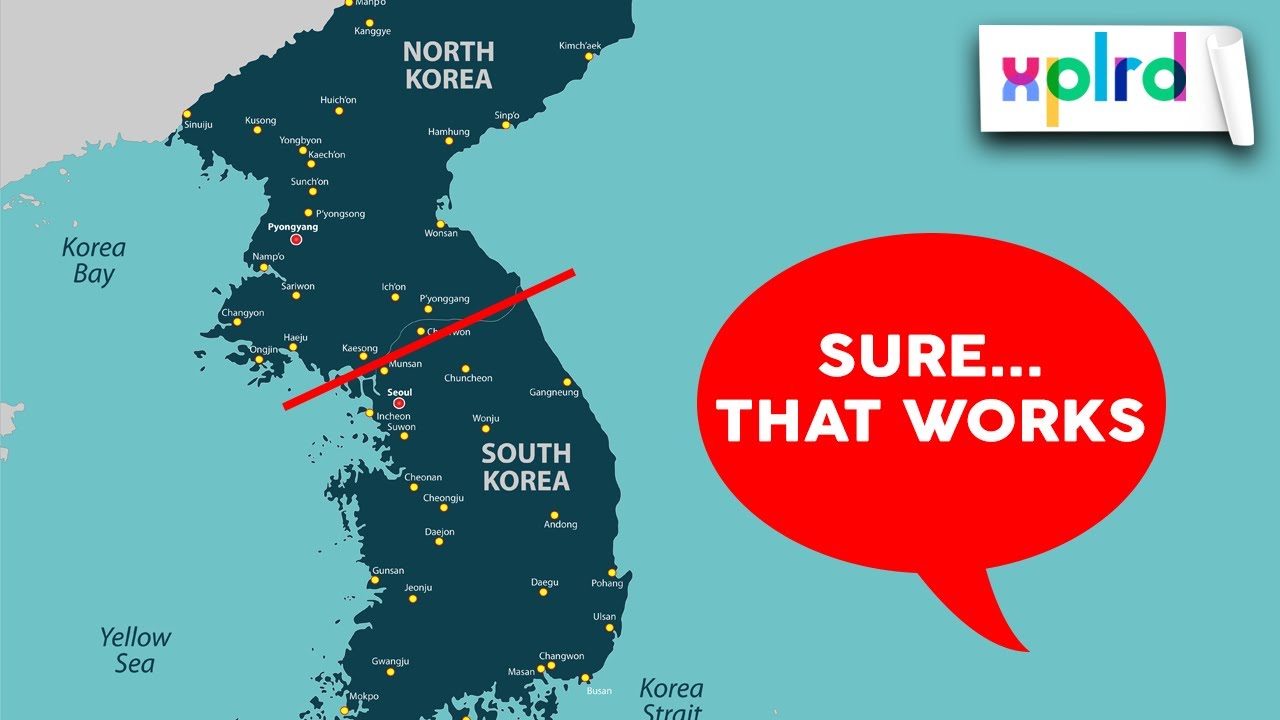 Manp'o
Kanggye
NORTH
KOREA
Kimch'aek
xplrd
Huich'on
Sinuiju
Kusong
Sinp'o
Hamhung
Yongbyon
Kaech'on
Sunch'on
P'yongsong
Pyongyang
Wonsan
Korea
Bay
Namp'o
Sariwon
Ich'on
P'yonggang
Changyon
Haeju
Ongjin
Kaesong
Munsan
Chuncheon
Gangneung
Seoul
Incheon
Suwon
Wonju
SOUTH
KOREA
SURE...
THAT WORKS
Cheonan
Cheongju
Andong
Daejon
Gunsan
Jeonju
Daegu
Pohang
Ulsan
Yellow
Sea
Gwangju
Masan
Changwon
Busan
Mokpo
Korea
Strait